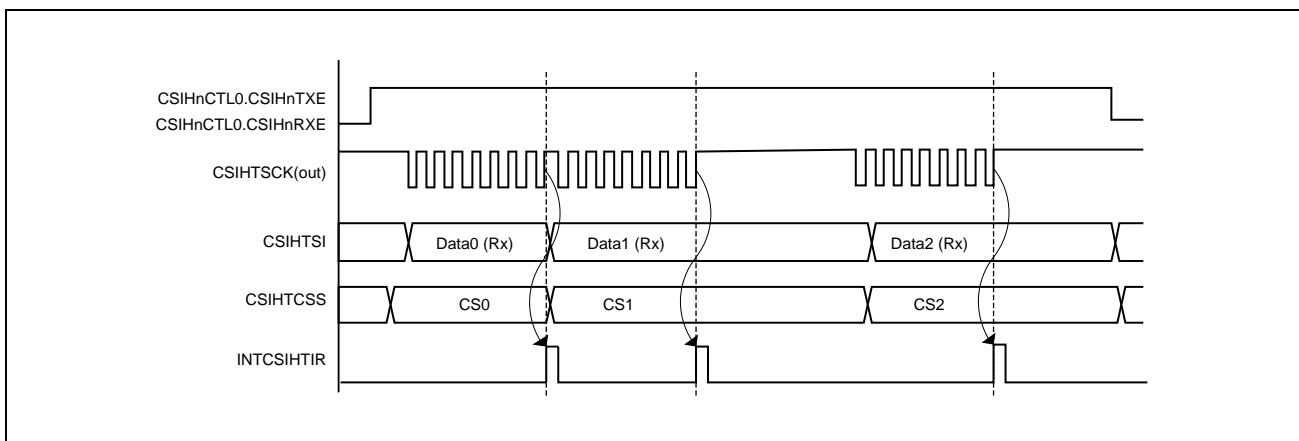 CSIHnCTL0.CSIHnTXE
CSIHnCTL0.CSIHnRXE
CSIHTSCK(out)
CSIHTSI
Data0 (Rx)
Data1 (Rx)
Data2 (Rx)
CSIHTCSS
CS0
CS1
CS2
INTCSIHTIR